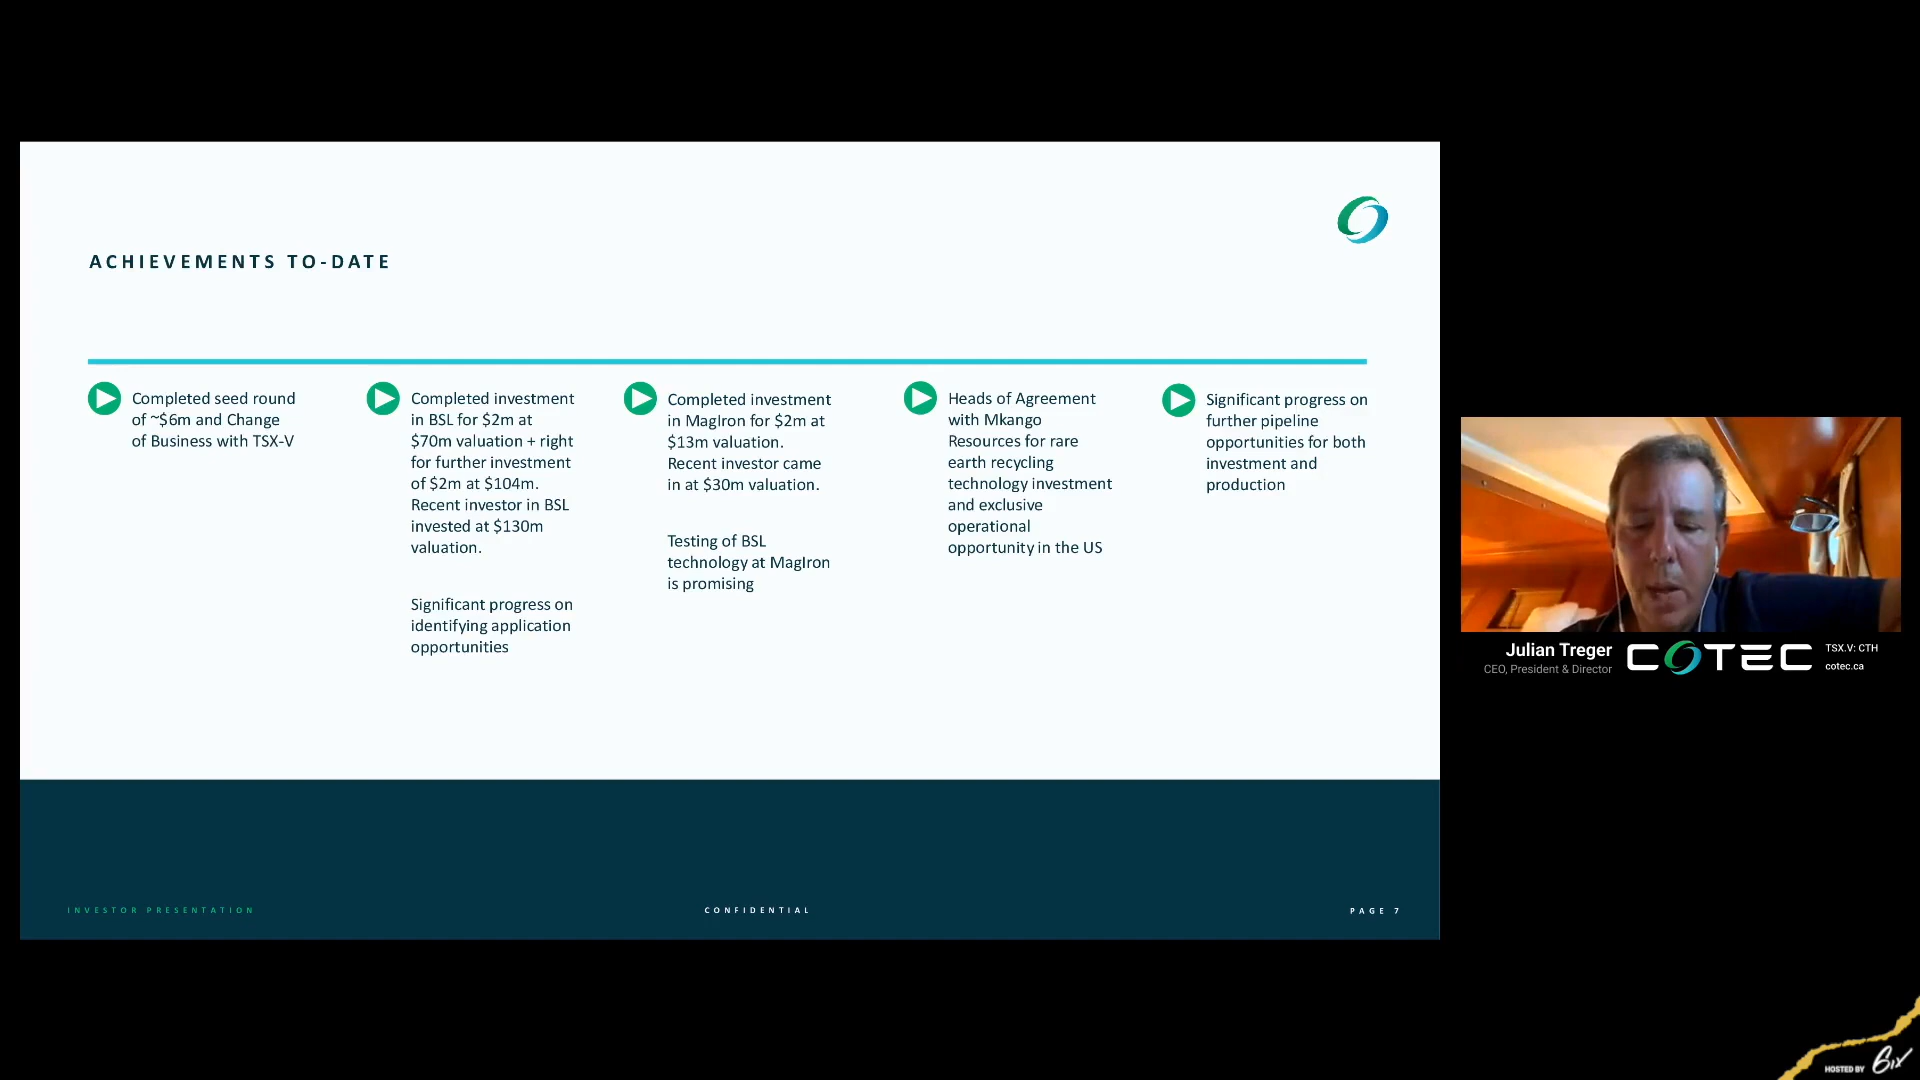 ACHIEVEMENTS TO-DATE
Completed seed round
of ~$6m and Change
of Business with TSX-V
Completed investment
in BSL for $2m at
$70m valuation + right
for further investment
of $2m at $104m.
Recent investor in BSL
invested at $130m
valuation.
Significant progress on
identifying application
opportunities
Completed investment
in MagIron for $2m at
$13m valuation.
Recent investor came
in at $30m valuation.
Testing of BSL
technology at MagIron
is promising
Heads of Agreement
with Mkango
Resources for rare
earth recycling
technology investment
and exclusive
operational
opportunity in the US
Significant progress on
further pipeline
opportunities for both
investment and
production
INVESTOR PRESENTATION
CONFIDENTIAL
PAGE 7
Julian Treger
CEO, President & Director
COTEC
TSX.V: CTH
cotec.ca
HOSTED BY 6ix